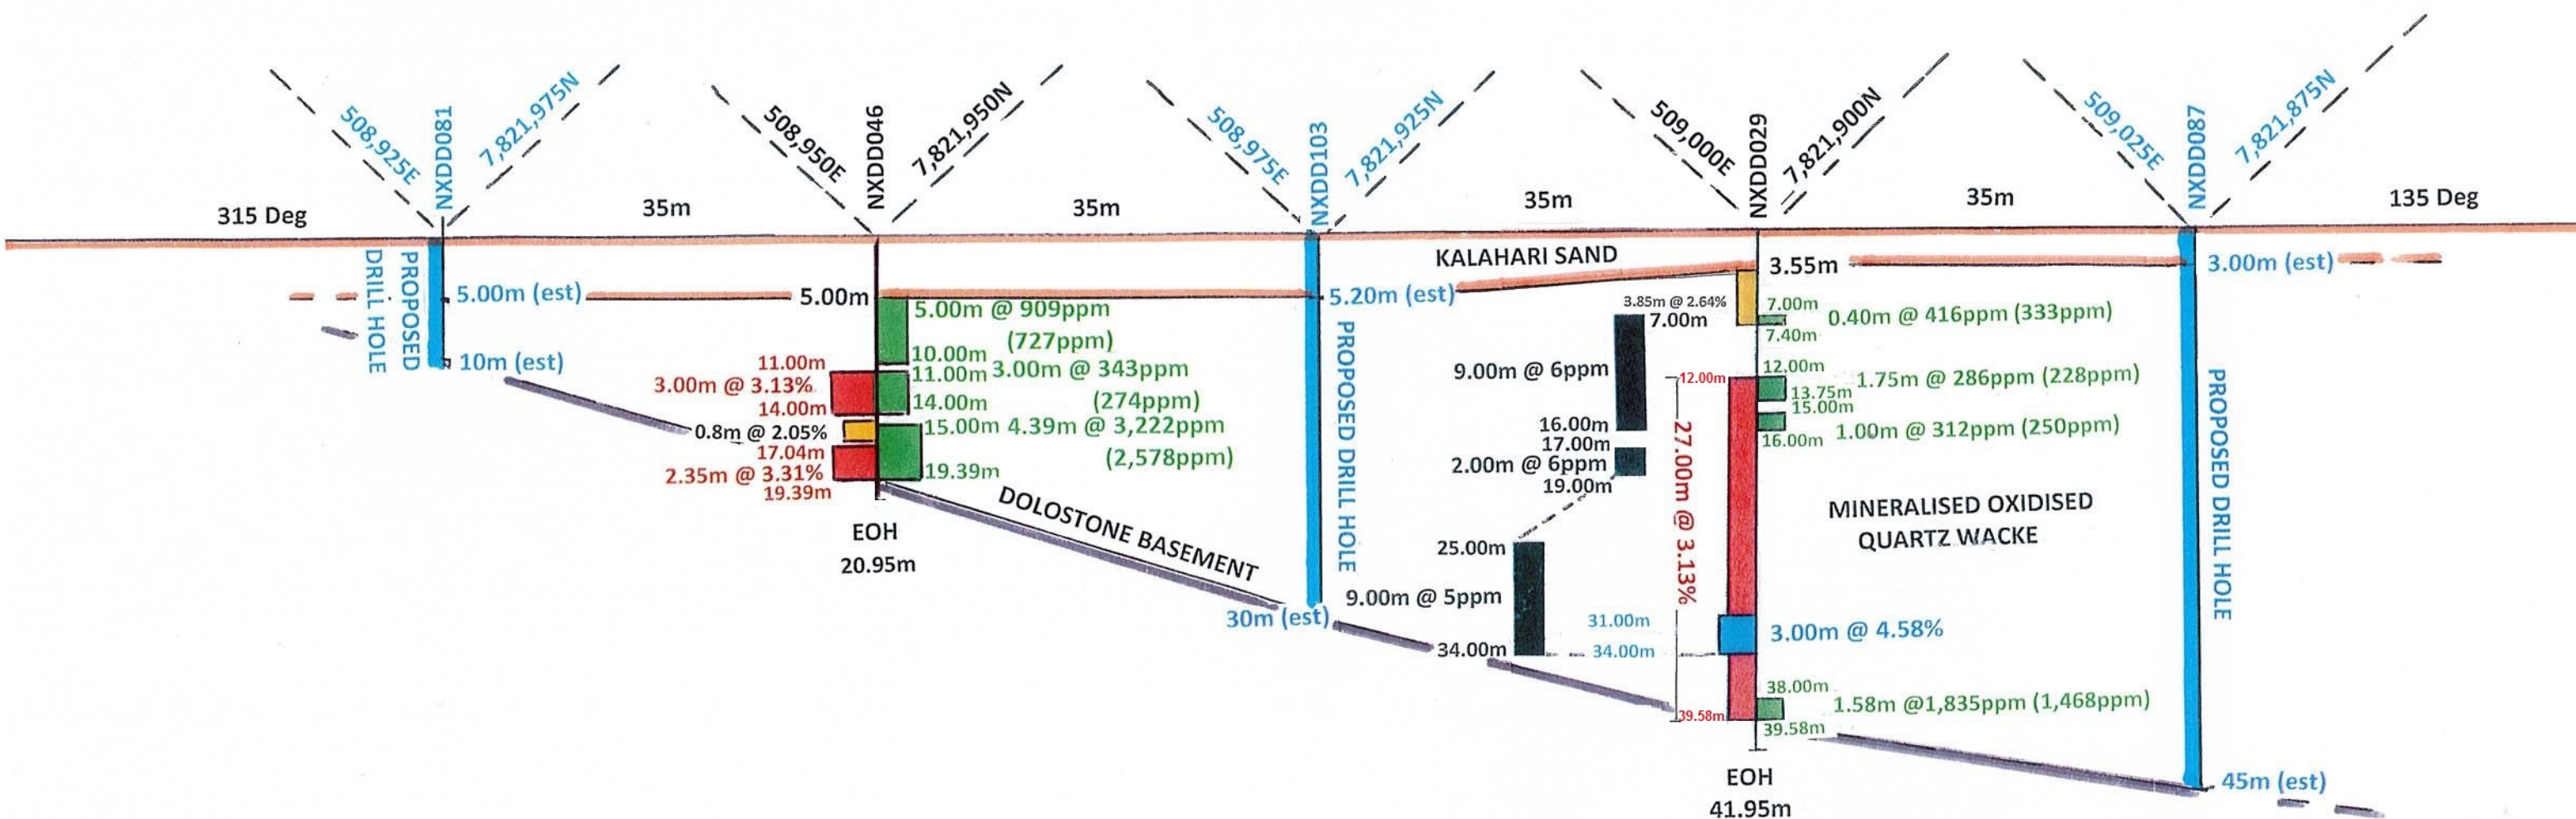 508,925E
NXDD081
7,821,975N
508,950E
NXDD046
7,821,950N
508,975E
NXDD103
7,821,925N
509,000E
NXDD029
7,821,900N
509,025E
NXDD087
7,821,875N
315 Deg
35m
35m
35m
35m
135 Deg
PROPOSED
DRILL HOLE
5.00m (est)
10m (est)
5.00m
5.00m @ 909ppm
(727ppm)
10.00m
11.00m
3.00m @ 343ppm
14.00m
(274ppm)
15.00m
4.39m @ 3,222ppm
(2,578ppm)
19.39m
11.00m
3.00m @ 3.13%
14.00m
0.8m @ 2.05%
17.04m
2.35m @ 3.31%
19.39m
EOH
20.95m
DOLOSTONE BASEMENT
5.20m (est)
PROPOSED DRILL HOLE
30m (est)
KALAHARI SAND
3.55m
3.85m @ 2.64%
7.00m
9.00m @ 6ppm
16.00m
17.00m
2.00m @ 6ppm
19.00m
25.00m
9.00m @ 5ppm
34.00m
12.00m
27.00m @ 3.13%
31.00m
34.00m
39.58m
7.00m
0.40m @ 416ppm (333ppm)
7.40m
12.00m
1.75m @ 286ppm (228ppm)
13.75m
15.00m
1.00m @ 312ppm (250ppm)
16.00m
MINERALISED OXIDISED
QUARTZ WACKE
3.00m @ 4.58%
38.00m
1.58m @1,835ppm (1,468ppm)
39.58m
EOH
41.95m
3.00m (est)
PROPOSED DRILL HOLE
45m (est)